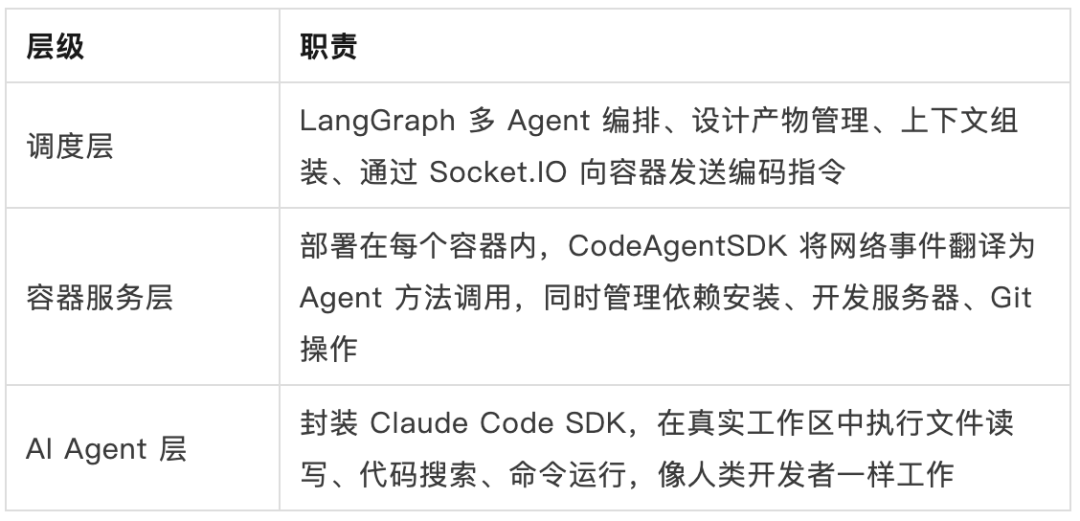 层级
职责
调度层
LangGraph 多 Agent 编排、设计产物管理、上下文组
装、通过 Socket.IO 向容器发送编码指令
容器服务层
部署在每个容器内，CodeAgentSDK 将网络事件翻译为
Agent 方法调用，同时管理依赖安装、开发服务器、Git
操作
AI Agent 层
封装 Claude Code SDK，在真实工作区中执行文件读
写、代码搜索、命令运行，像人类开发者一样工作